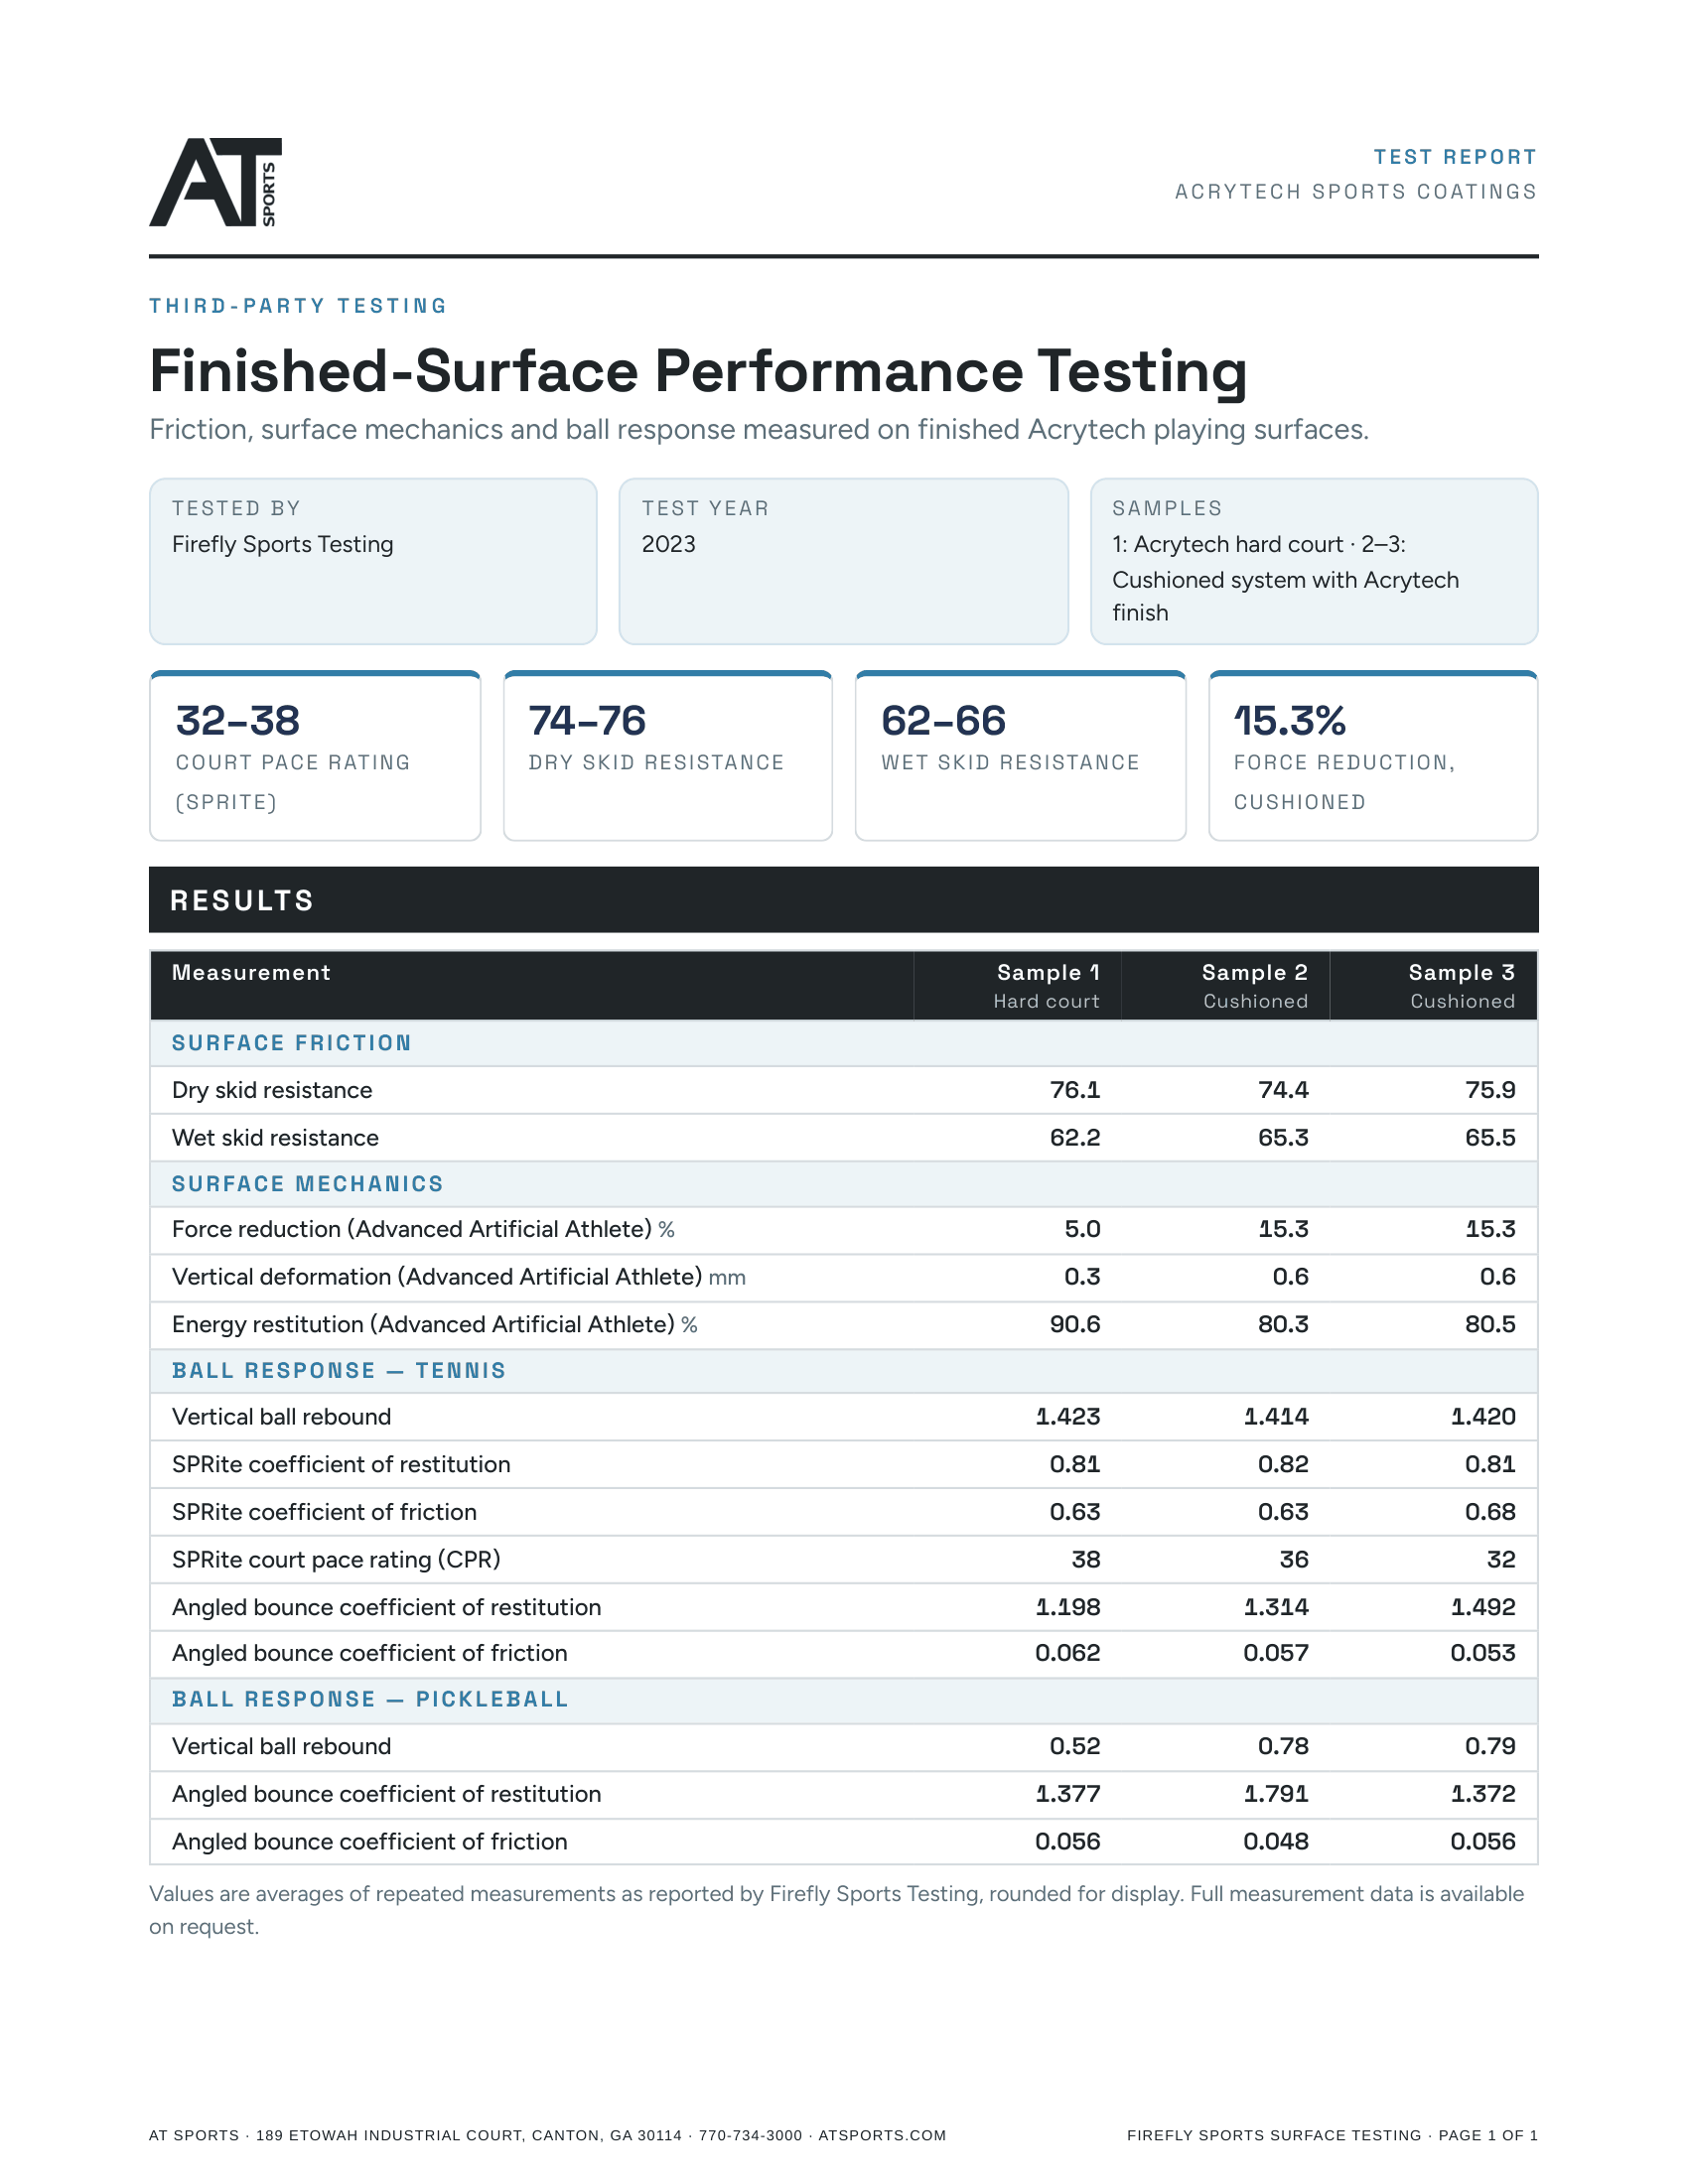 AT SPORTS
TEST REPORT
ACRYTECH SPORTS COATINGS
THIRD-PARTY TESTING
Finished-Surface Performance Testing
Friction, surface mechanics and ball response measured on finished Acrytech playing surfaces.
TESTED BY
Firefly Sports Testing
TEST YEAR
2023
SAMPLES
1: Acrytech hard court · 2–3:
Cushioned system with Acrytech
finish
32–38
COURT PACE RATING
(SPRITE)
74–76
DRY SKID RESISTANCE
62–66
WET SKID RESISTANCE
15.3%
FORCE REDUCTION,
CUSHIONED
RESULTS
Measurement Sample 1 Sample 2 Sample 3
Hard court Cushioned Cushioned
SURFACE FRICTION
Dry skid resistance 76.1 74.4 75.9
Wet skid resistance 62.2 65.3 65.5
SURFACE MECHANICS
Force reduction (Advanced Artificial Athlete) % 5.0 15.3 15.3
Vertical deformation (Advanced Artificial Athlete) mm 0.3 0.6 0.6
Energy restitution (Advanced Artificial Athlete) % 90.6 80.3 80.5
BALL RESPONSE — TENNIS
Vertical ball rebound 1.423 1.414 1.420
SPRite coefficient of restitution 0.81 0.82 0.81
SPRite coefficient of friction 0.63 0.63 0.68
SPRite court pace rating (CPR) 38 36 32
Angled bounce coefficient of restitution 1.198 1.314 1.492
Angled bounce coefficient of friction 0.062 0.057 0.053
BALL RESPONSE — PICKLEBALL
Vertical ball rebound 0.52 0.78 0.79
Angled bounce coefficient of restitution 1.377 1.791 1.372
Angled bounce coefficient of friction 0.056 0.048 0.056
Values are averages of repeated measurements as reported by Firefly Sports Testing, rounded for display. Full measurement data is available
on request.
AT SPORTS · 189 ETOWAH INDUSTRIAL COURT, CANTON, GA 30114 · 770-734-3000 · ATSPORTS.COM
FIREFLY SPORTS SURFACE TESTING · PAGE 1 OF 1